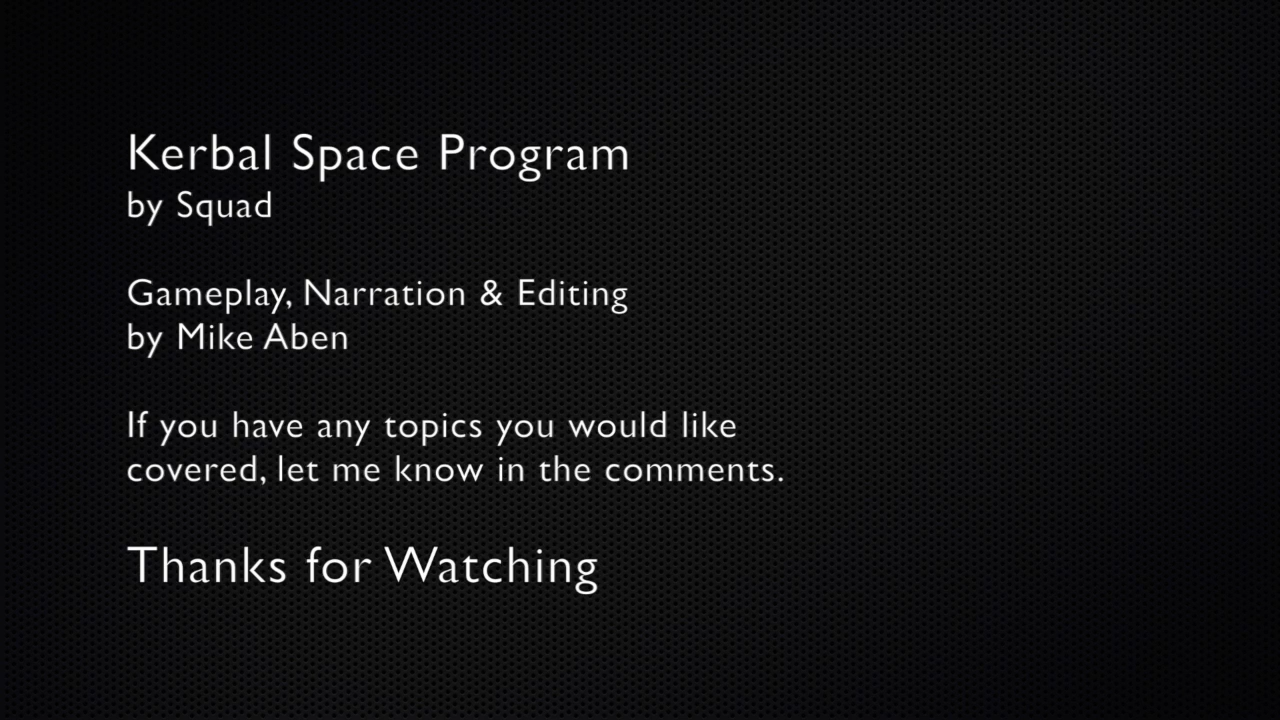 Kerbal Space Program
by Squad
Gameplay, Narration & Editing
by Mike Aben
If you have any topics you would like
covered, let me know in the comments.
Thanks for Watching